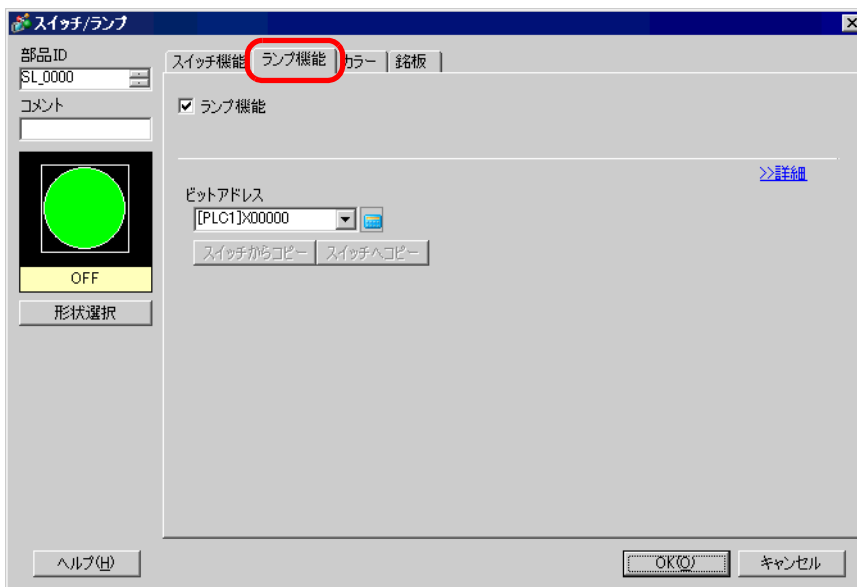 スイッチ/ランプ
部品ID
SL_0000
コメント
OFF
形状選択
スイッチ機能 ランプ機能 カラー 銘板
ランプ機能
>>詳細
ビットアドレス
[PLC1]X00000
スイッチからコピー スイッチへコピー
ヘルプ(H) OK(O) キャンセル